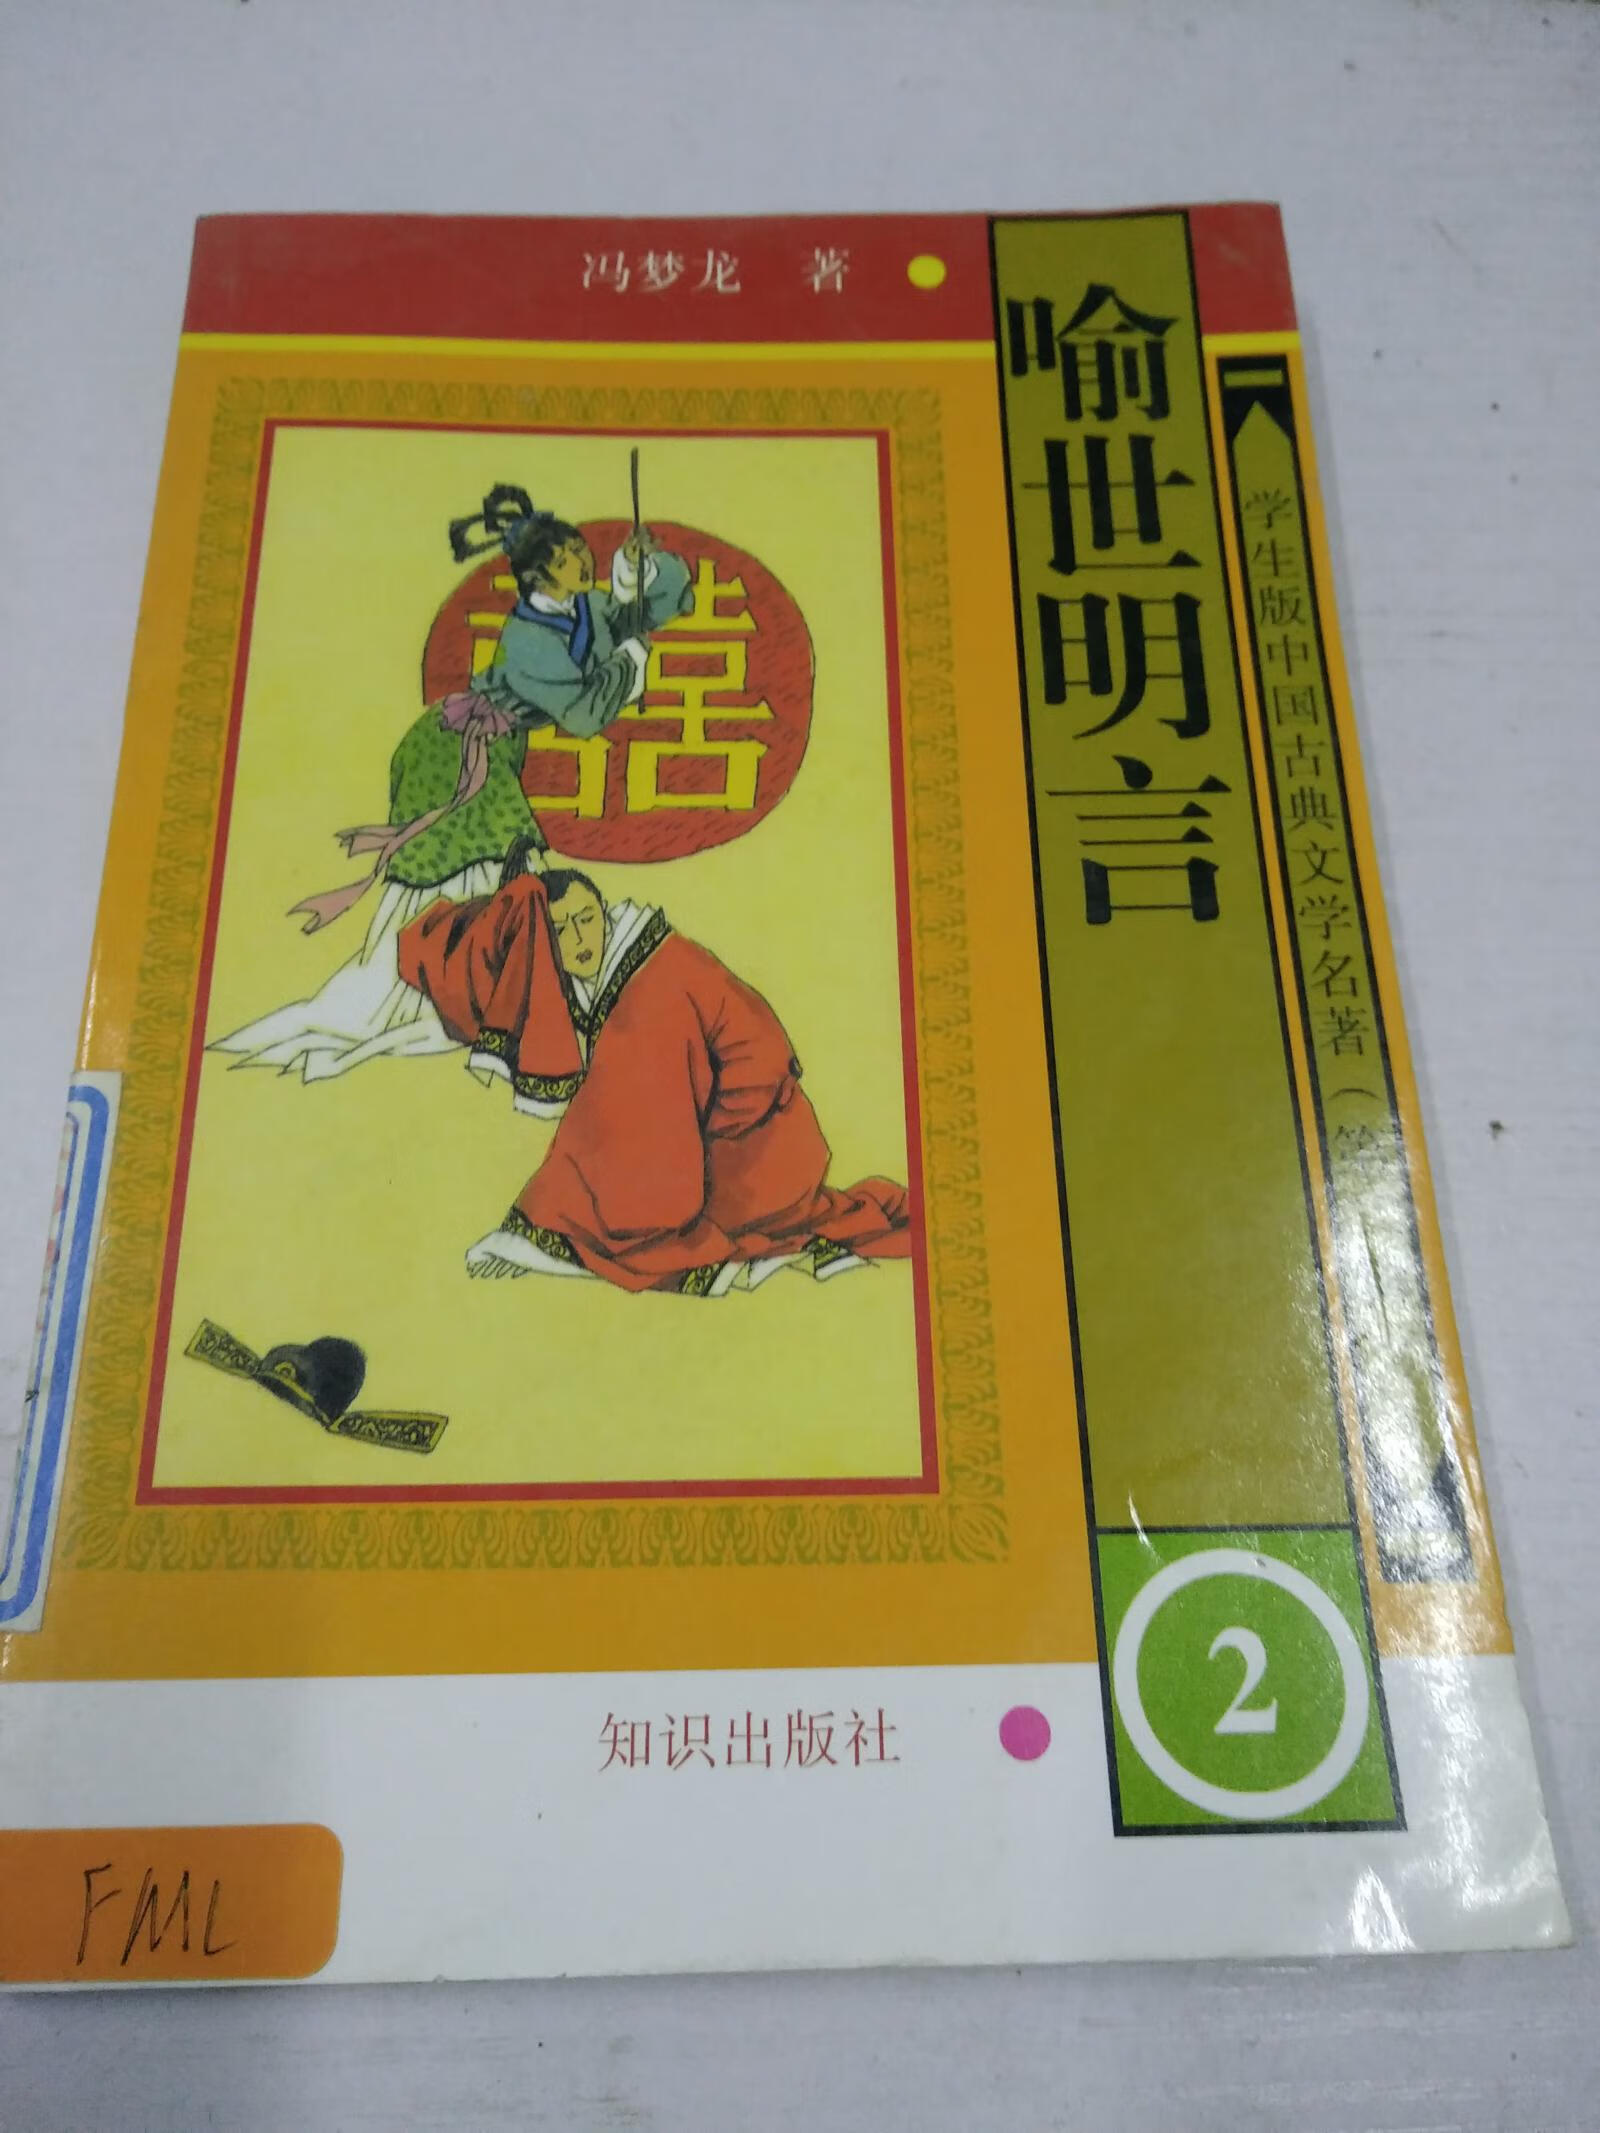 冯梦龙 著
喻世明言
学生版中国古典文学名著（第
囍
2
知识出版社
FML